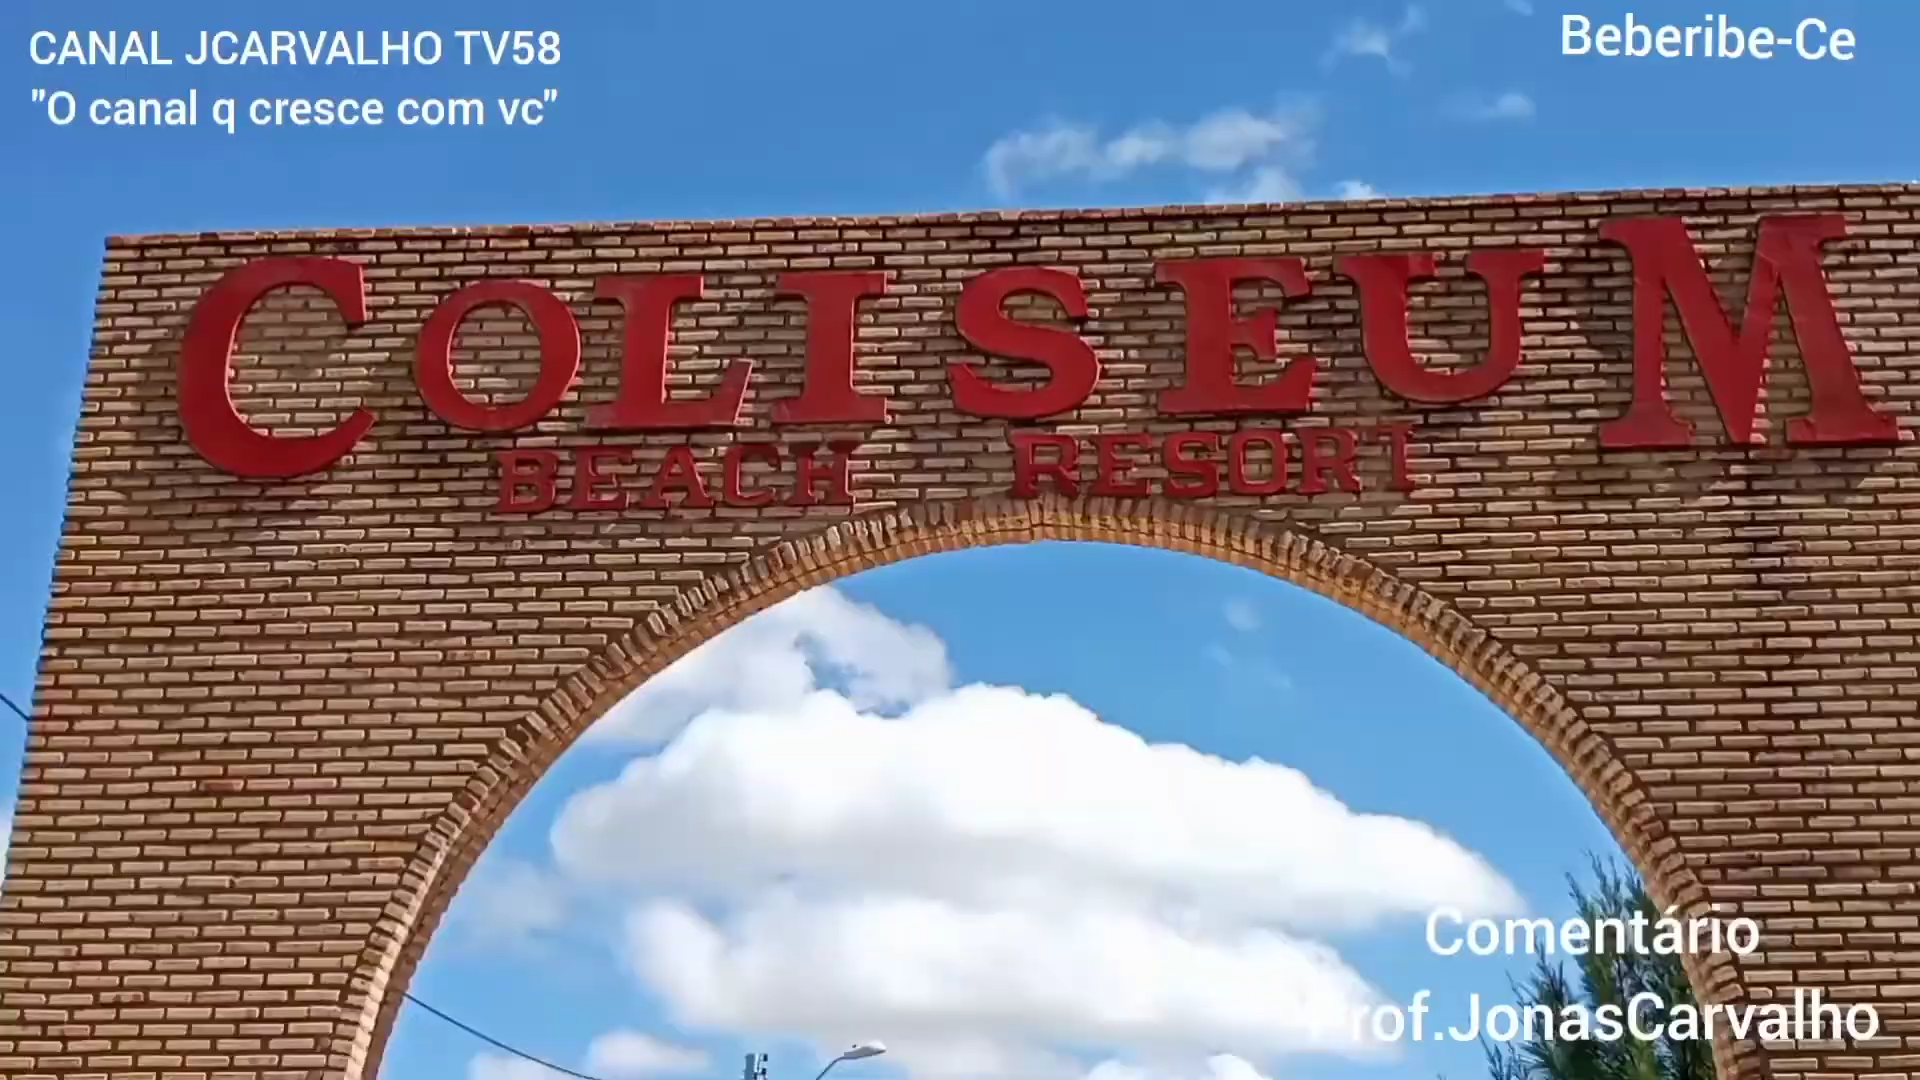 CANAL JCARVALHO TV58
"O canal q cresce com vc"
Beberibe-Ce
COLISEUM
BEACH RESORT
Comentário
Prof.JonasCarvalho